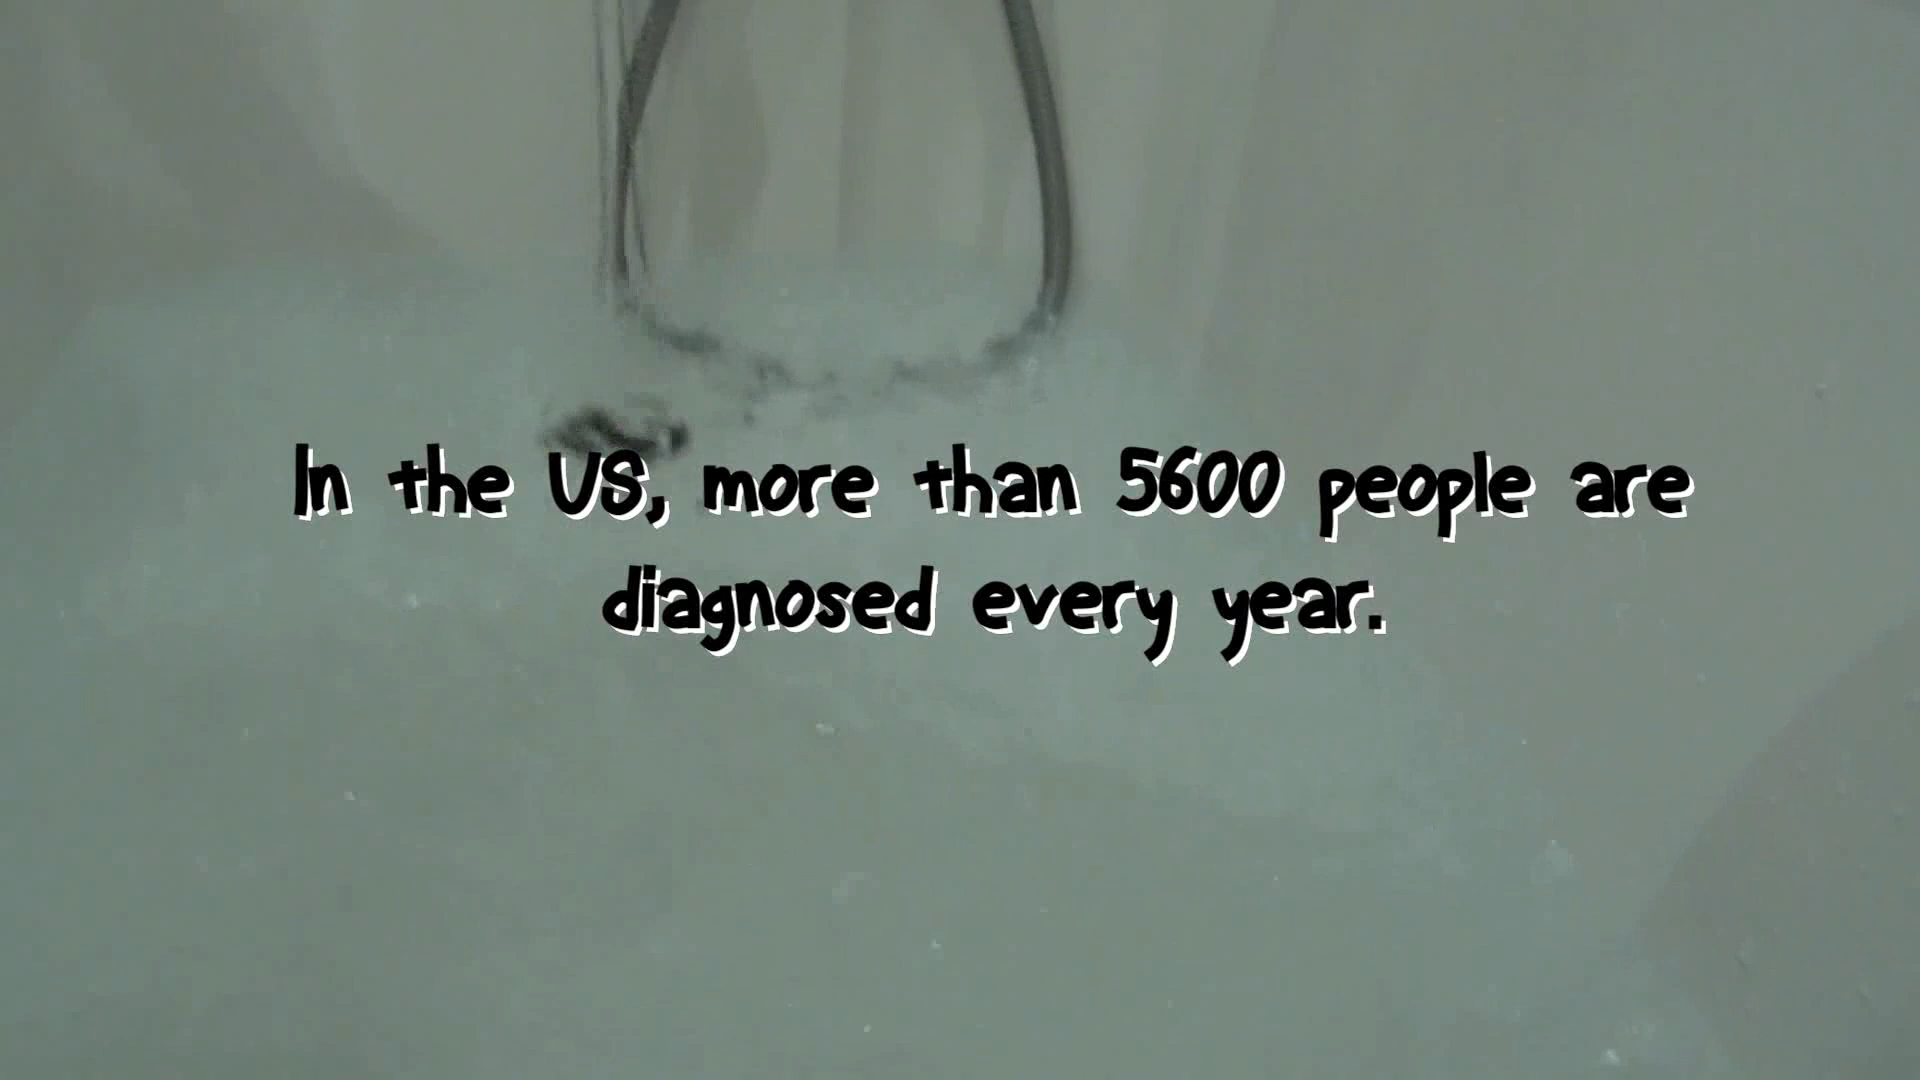 In the US, more than 5600 people are
diagnosed every year.